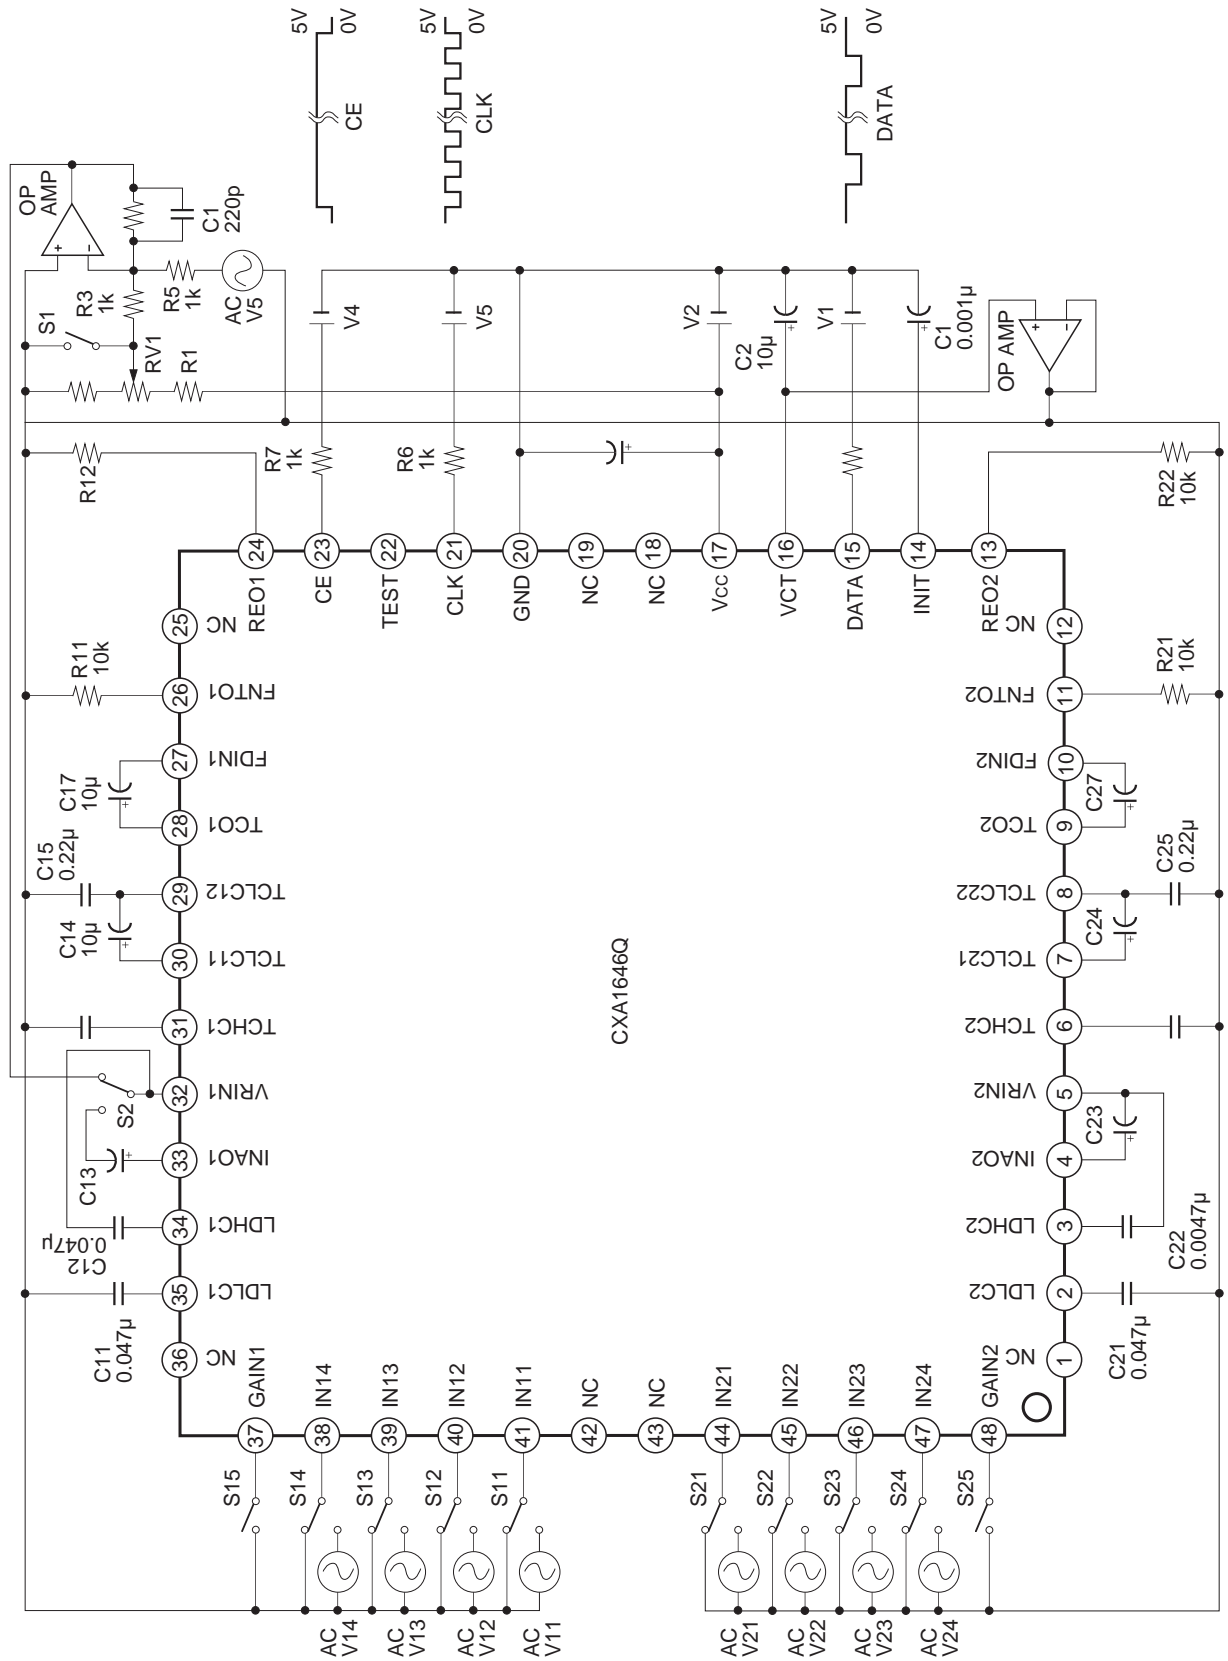 5V
0V
CE
5V
0V
CLK
5V
0V
DATA
OP
AMP
C1
220p
S1
R3
1k
R5
1k
AC
V5
RV1
R1
V4
V5
V2
C2
10µ
V1
C1
0.001µ
OP AMP
R12
R7
1k
R6
1k
R22
10k
24
23
22
21
20
19
18
17
16
15
14
13
REO1
CE
TEST
CLK
GND
NC
NC
VCC
VCT
DATA
INIT
REO2
25
NC
12
NC
R11
10k
26
FNTO1
FNTO2
11
R21
10k
27
FDIN1
FDIN2
10
C17
10µ
C27
28
TCO1
TCO2
9
C15
0.22µ
29
TCLC12
TCLC22
8
C25
0.22µ
C14
10µ
C24
30
TCLC11
TCLC21
7
CXA1646Q
31
TCHC1
TCHC2
6
S2
32
VRIN1
VRIN2
5
C13
C23
33
INAO1
INAO2
4
C12
0.047µ
34
LDHC1
LDHC2
3
C22
0.0047µ
C11
0.047µ
35
LDLC1
LDLC2
2
C21
0.047µ
36
NC
NC
1
GAIN1
IN14
IN13
IN12
IN11
NC
NC
IN21
IN22
IN23
IN24
GAIN2
37
38
39
40
41
42
43
44
45
46
47
48
S15
S14
S13
S12
S11
S21
S22
S23
S24
S25
AC
V14
AC
V13
AC
V12
AC
V11
AC
V21
AC
V22
AC
V23
AC
V24